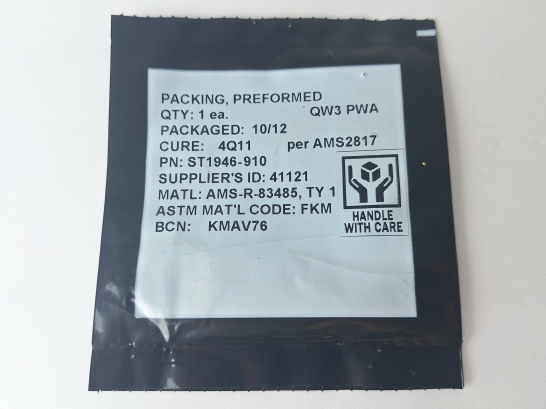 PACKING, PREFORMED
QTY: 1 ea. QW3 PWA
PACKAGED: 10/12
CURE: 4Q11 per AMS2817
PN: ST1946-910
SUPPLIER'S ID: 41121
MATL: AMS-R-83485, TY 1
ASTM MAT'L CODE: FKM
BCN: KMAV76
HANDLE
WITH CARE